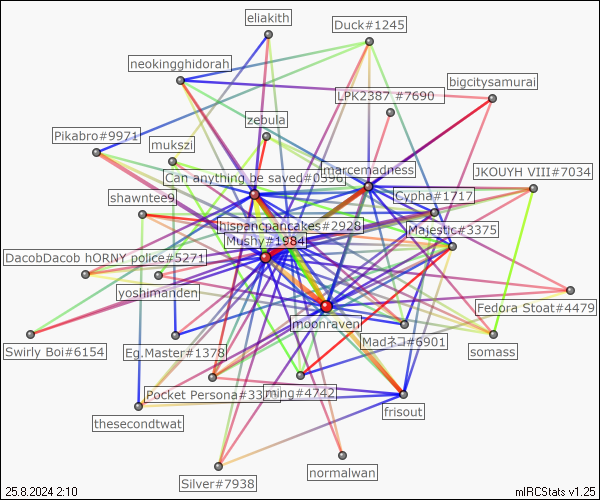 eliakith
Duck#1245
neokingghidorah
bigcitysamurai
LPK2387 #7690
zebula
Pikabro#9971
mukszi
marcemadness
JKOUYH VIII#7034
Can anything be saved#0396
Cypha#1717
shawntee9
hispancpancakes#2928
Majestic#3375
Mushy#1984
DacobDacob hORNY police#5271
yoshimanden
Fedora Stoat#4479
moonraven
Madネコ#6901
Swirly Boi#6154
Eg.Master#1378
somass
Pocket Persona#33
ming#4742
frisout
thesecondtwat
normalwan
Silver#7938
25.8.2024 2:10
mIRCStats v1.25